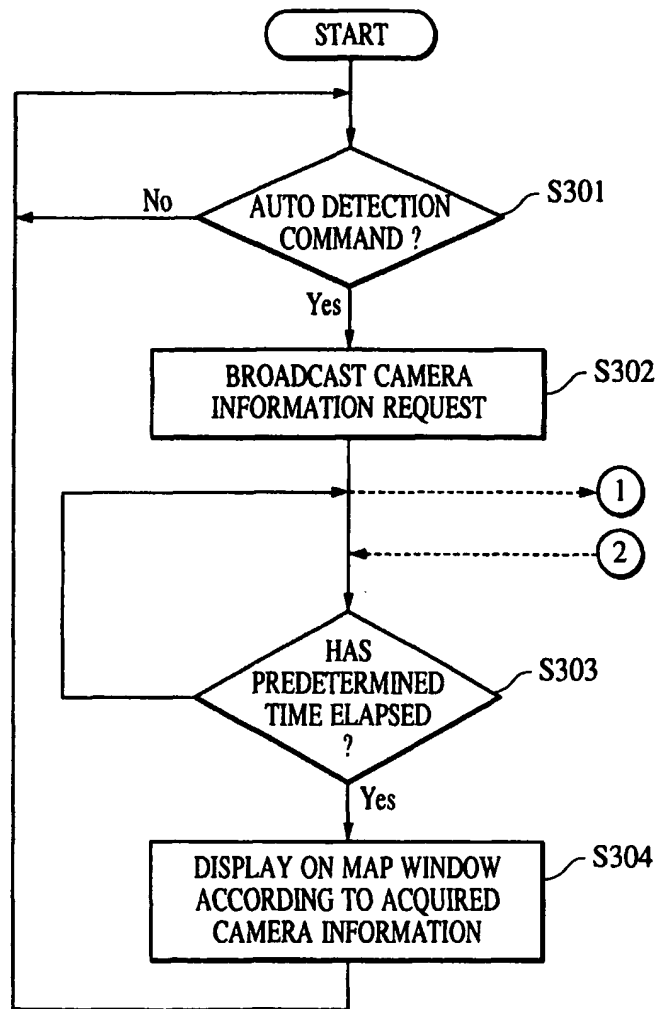 START
No
AUTO DETECTION
COMMAND ?
S301
Yes
BROADCAST CAMERA
INFORMATION REQUEST
S302
1
2
HAS
PREDETERMINED
TIME ELAPSED
?
S303
Yes
DISPLAY ON MAP WINDOW
ACCORDING TO ACQUIRED
CAMERA INFORMATION
S304